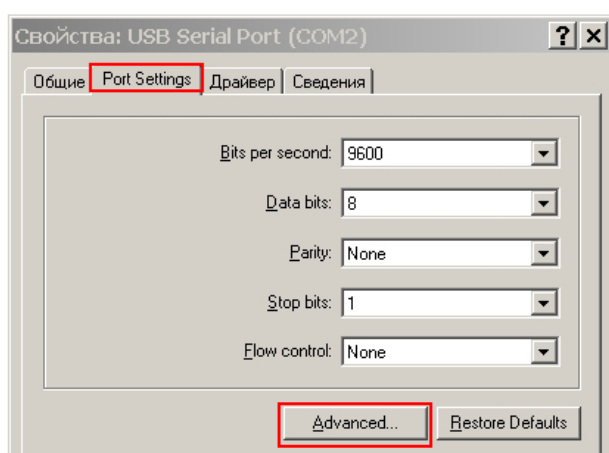 Свойства: USB Serial Port (COM2)
Общие Port Settings Драйвер Сведения
Bits per second: 9600
Data bits: 8
Parity: None
Stop bits: 1
Flow control: None
Advanced... Restore Defaults